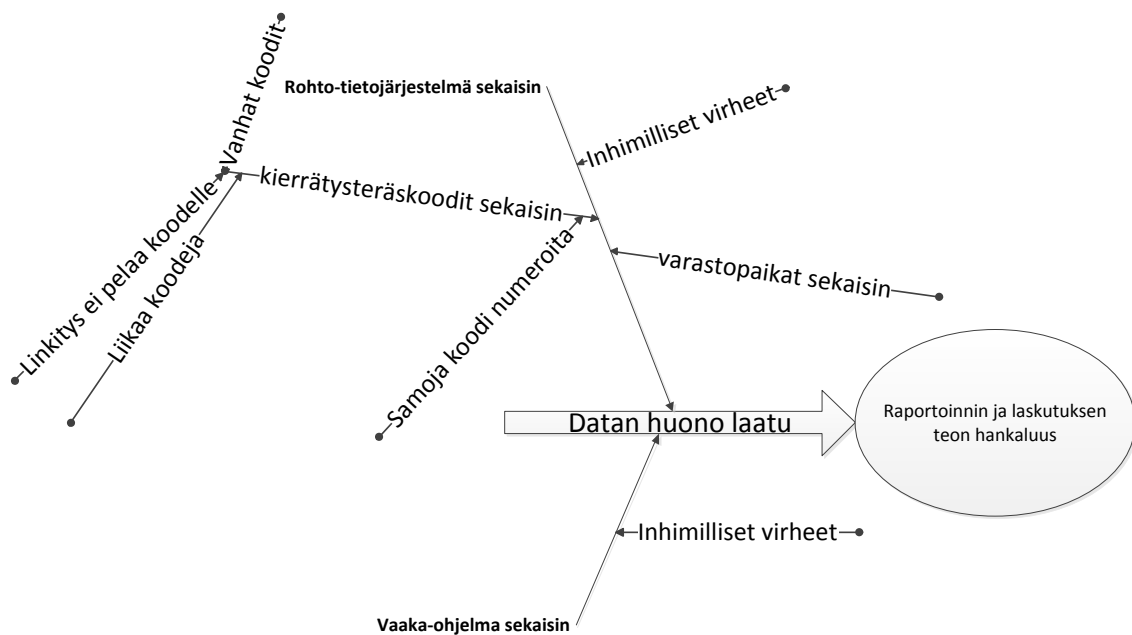 Vanhat koodit
Rohto-tietojärjestelmä sekaisin
Inhimilliset virheet
kierrätysteräskoodit sekaisin
Linkitys ei pelaa koodelle
Liikaa koodeja
Samoja koodi numeroita
varastopaikat sekaisin
Datan huono laatu
Raportoinnin ja laskutuksen
teon hankaluus
Inhimilliset virheet
Vaaka-ohjelma sekaisin